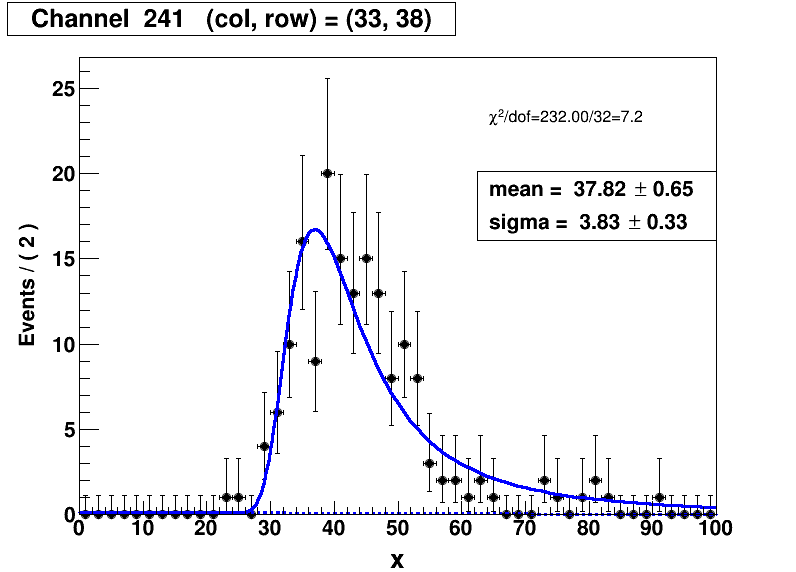 Channel 241 (col, row) = (33, 38)
χ²/dof=232.00/32=7.2
mean = 37.82 ± 0.65
sigma = 3.83 ± 0.33
Events / ( 2 )
25
20
15
10
5
0
0 10 20 30 40 50 60 70 80 90 100
x